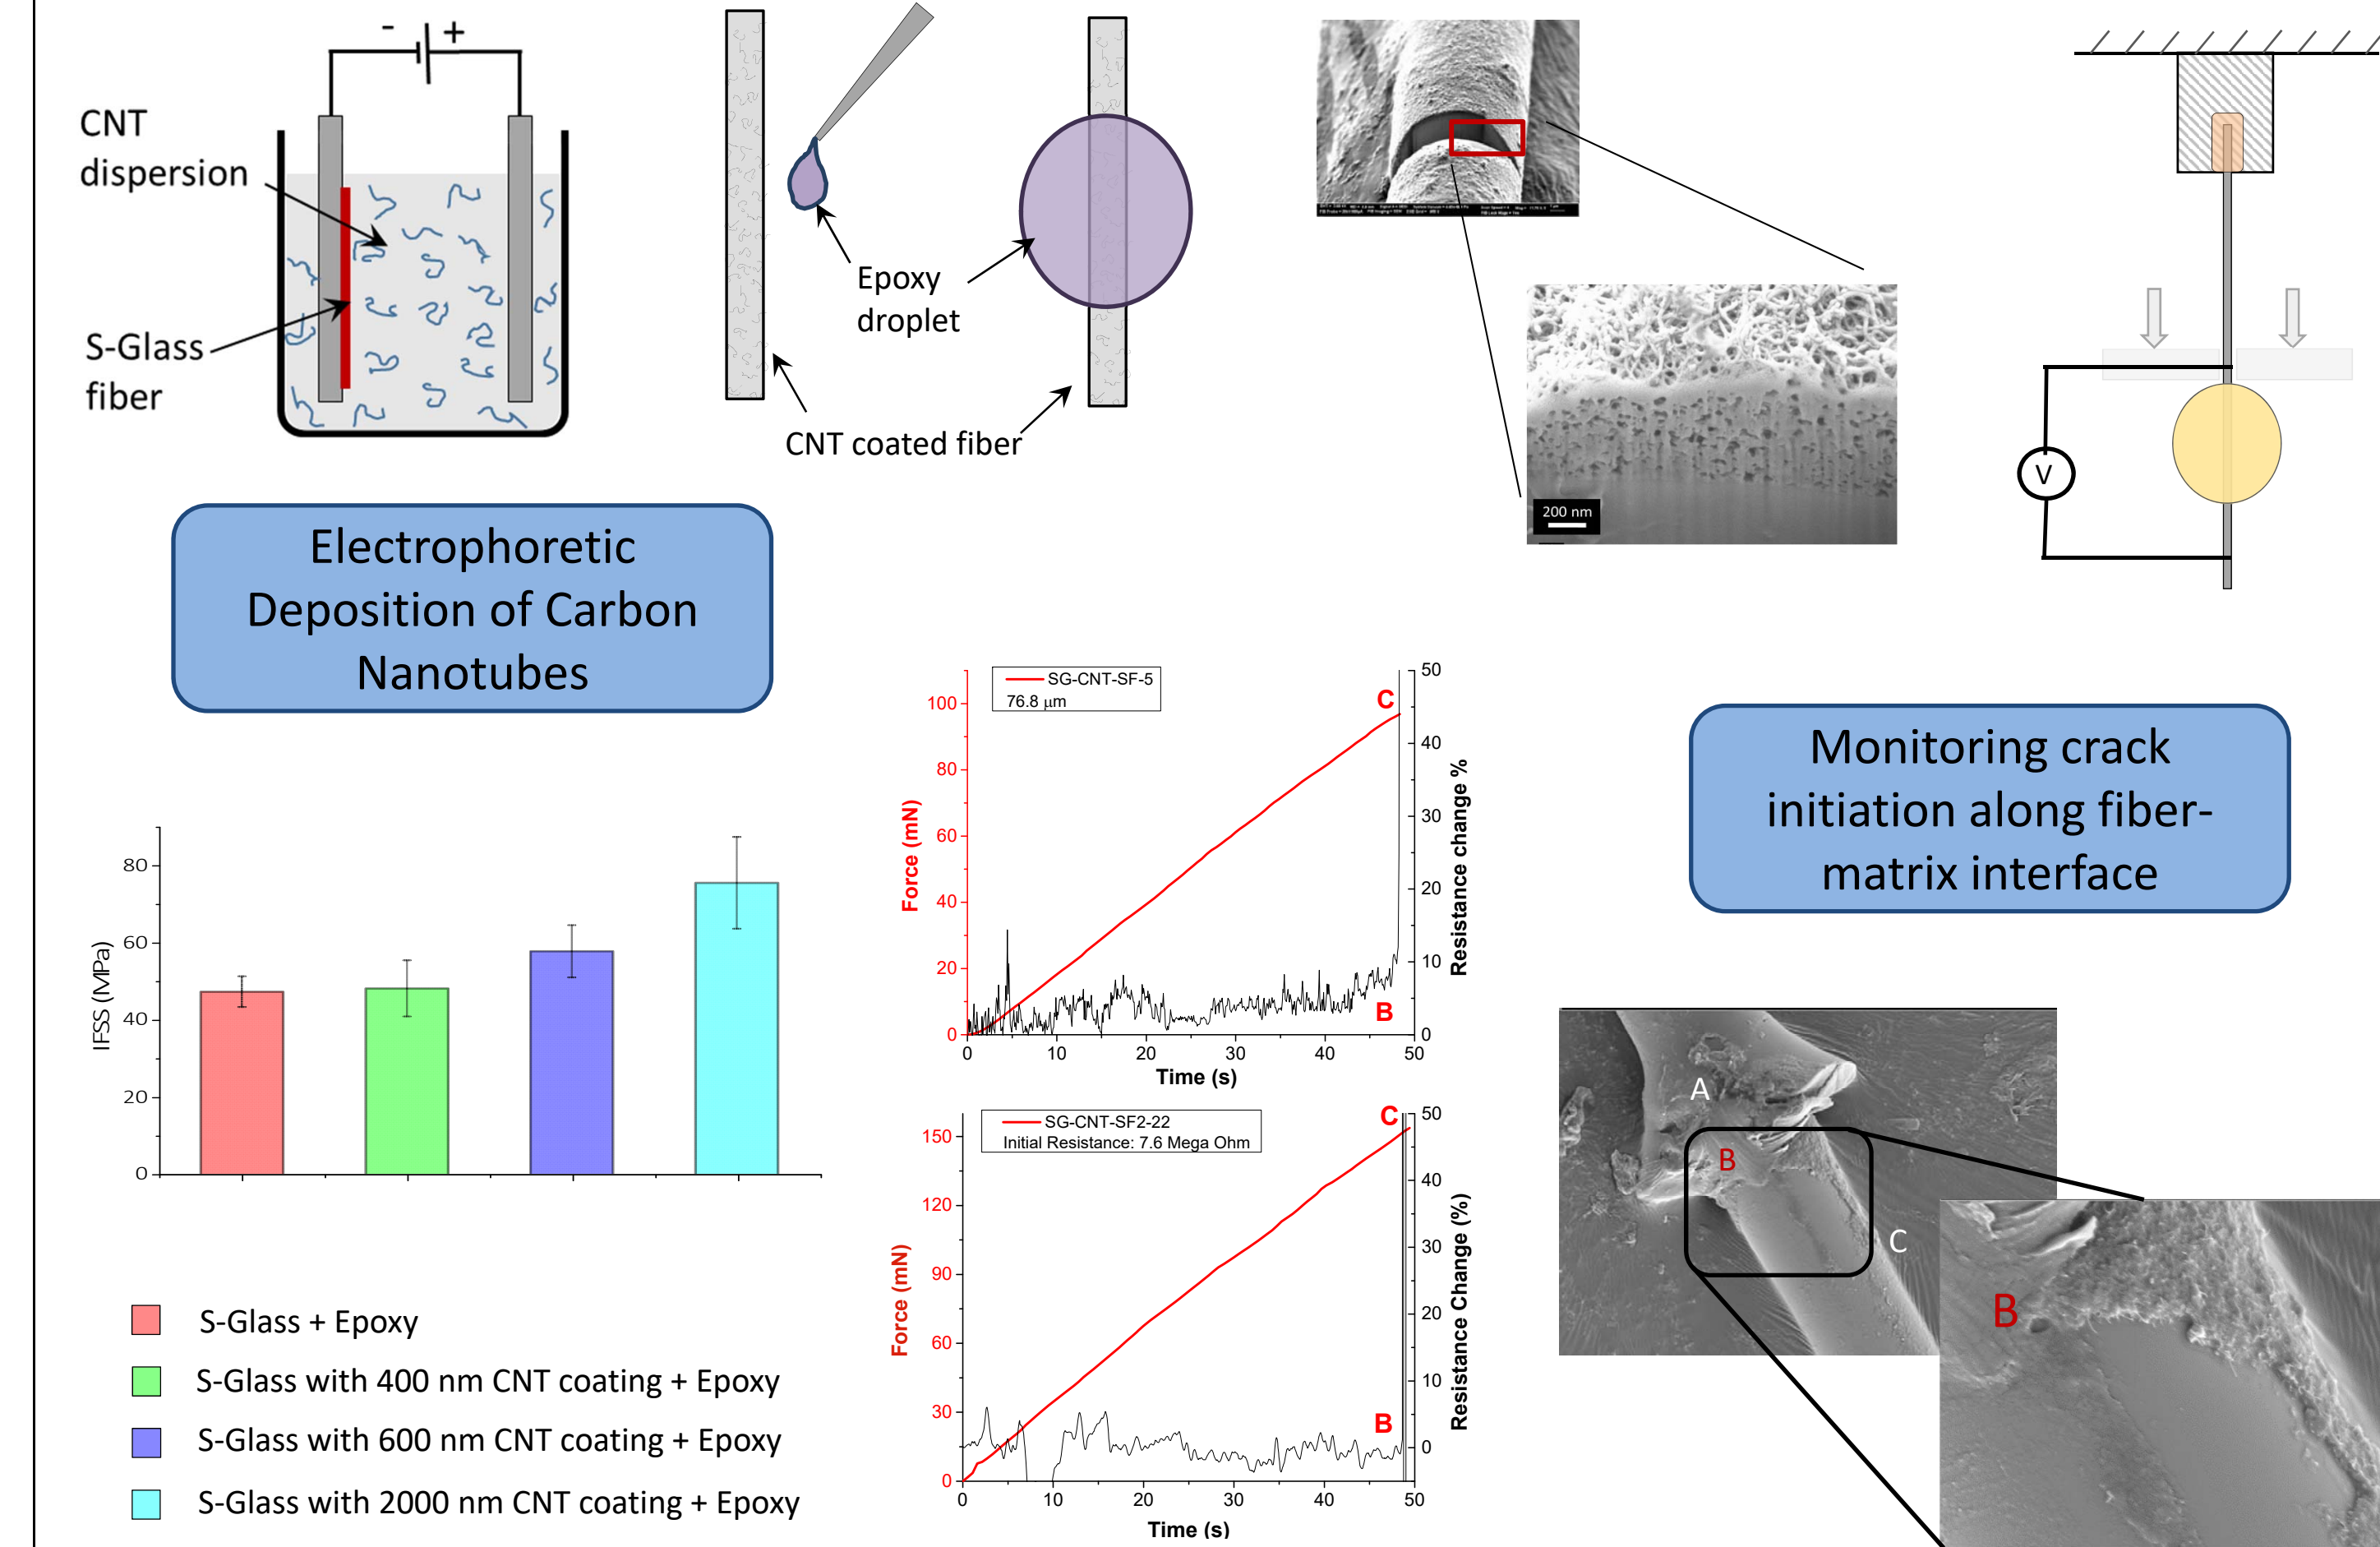 - +
CNT
dispersion
S-Glass
fiber
Epoxy
droplet
CNT coated fiber
200 nm
V
Electrophoretic
Deposition of Carbon
Nanotubes
Monitoring crack
initiation along fiber-
matrix interface
IFSS (MPa)
80
60
40
20
0
S-Glass + Epoxy
S-Glass with 400 nm CNT coating + Epoxy
S-Glass with 600 nm CNT coating + Epoxy
S-Glass with 2000 nm CNT coating + Epoxy
SG-CNT-SF-5
76.8 μm
C
B
Force (mN)
100
80
60
40
20
0
Resistance change %
50
40
30
20
10
0
0 10 20 30 40 50
Time (s)
SG-CNT-SF2-22
Initial Resistance: 7.6 Mega Ohm
C
B
Force (mN)
150
120
90
60
30
0
Resistance Change (%)
50
40
30
20
10
0
0 10 20 30 40 50
Time (s)
A
B
C
B